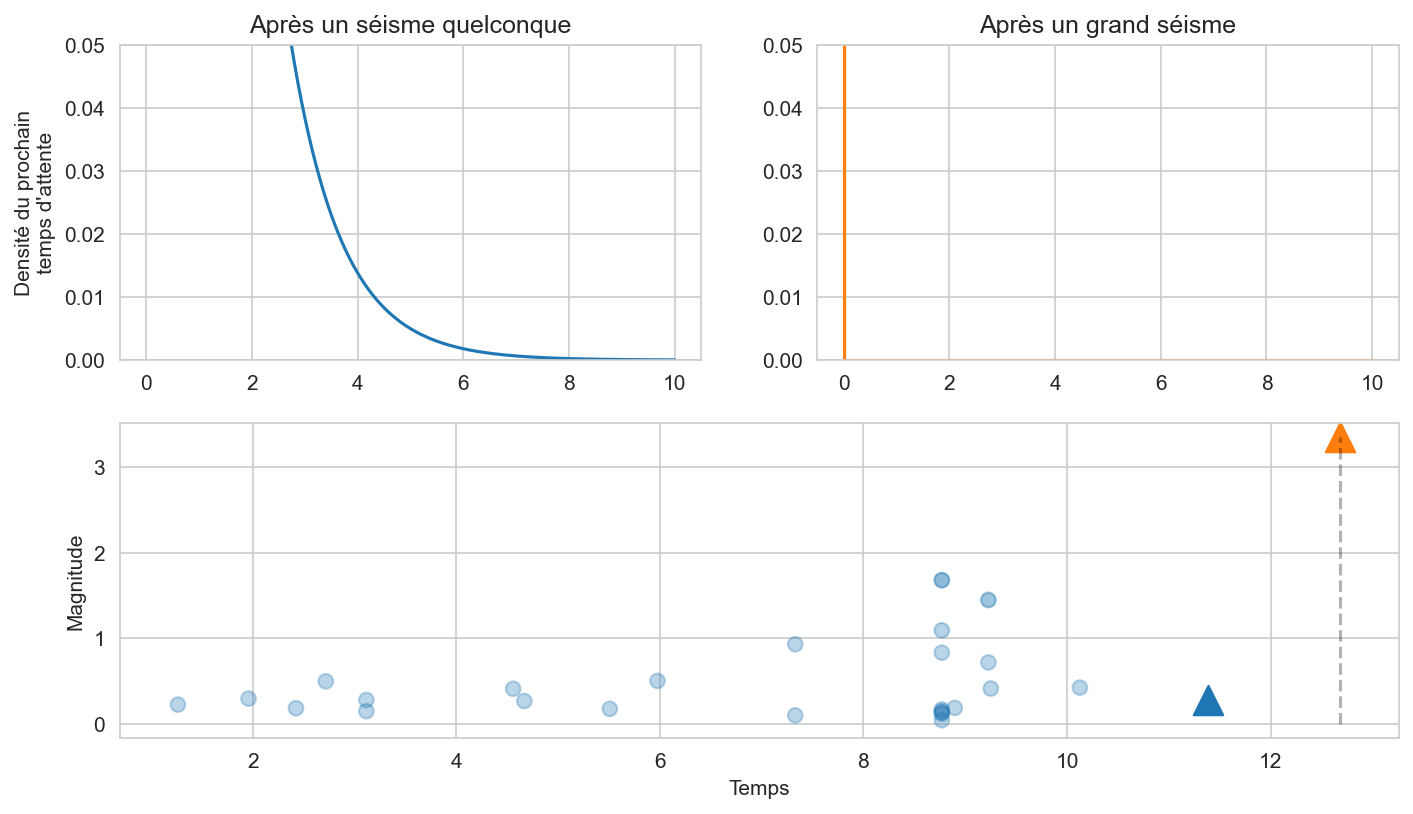 Après un séisme quelconque
Après un grand séisme
Densité du prochain
temps d'attente
0.05
0.04
0.03
0.02
0.01
0.00
0 2 4 6 8 10
0.05
0.04
0.03
0.02
0.01
0.00
0 2 4 6 8 10
Magnitude
3
2
1
0
2 4 6 8 10 12
Temps